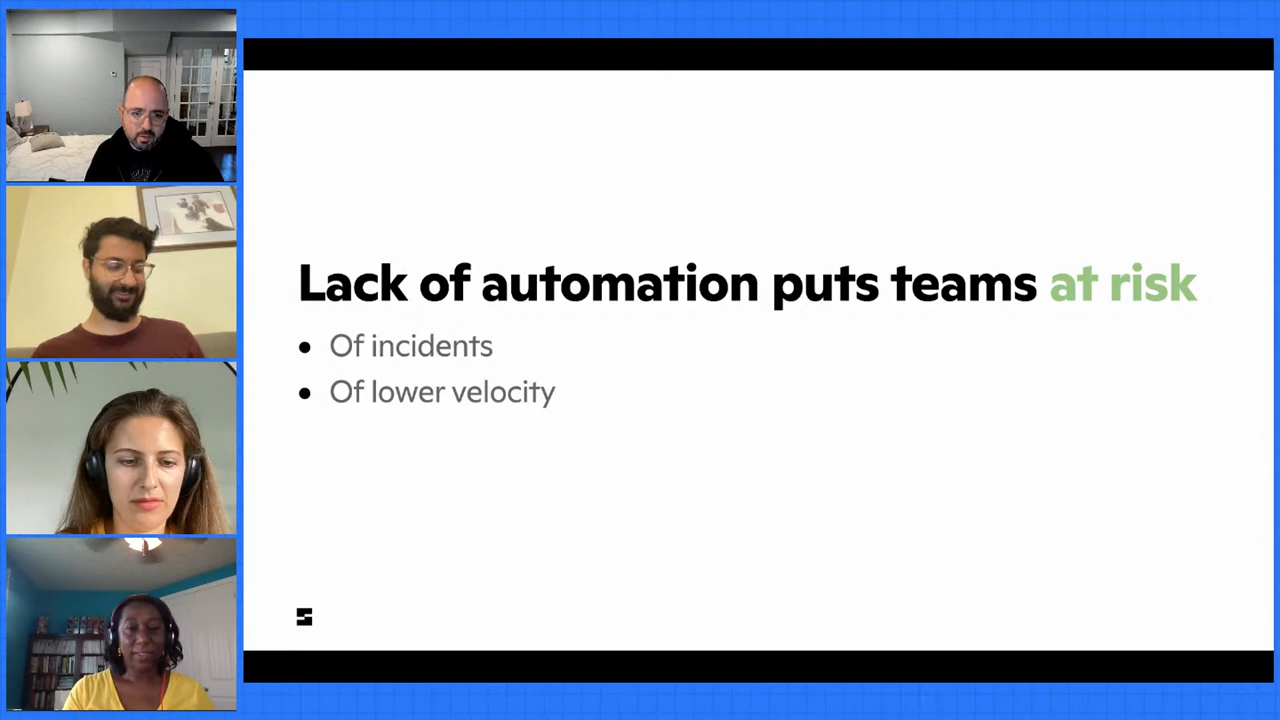 Lack of automation puts teams at risk
Of incidents
Of lower velocity